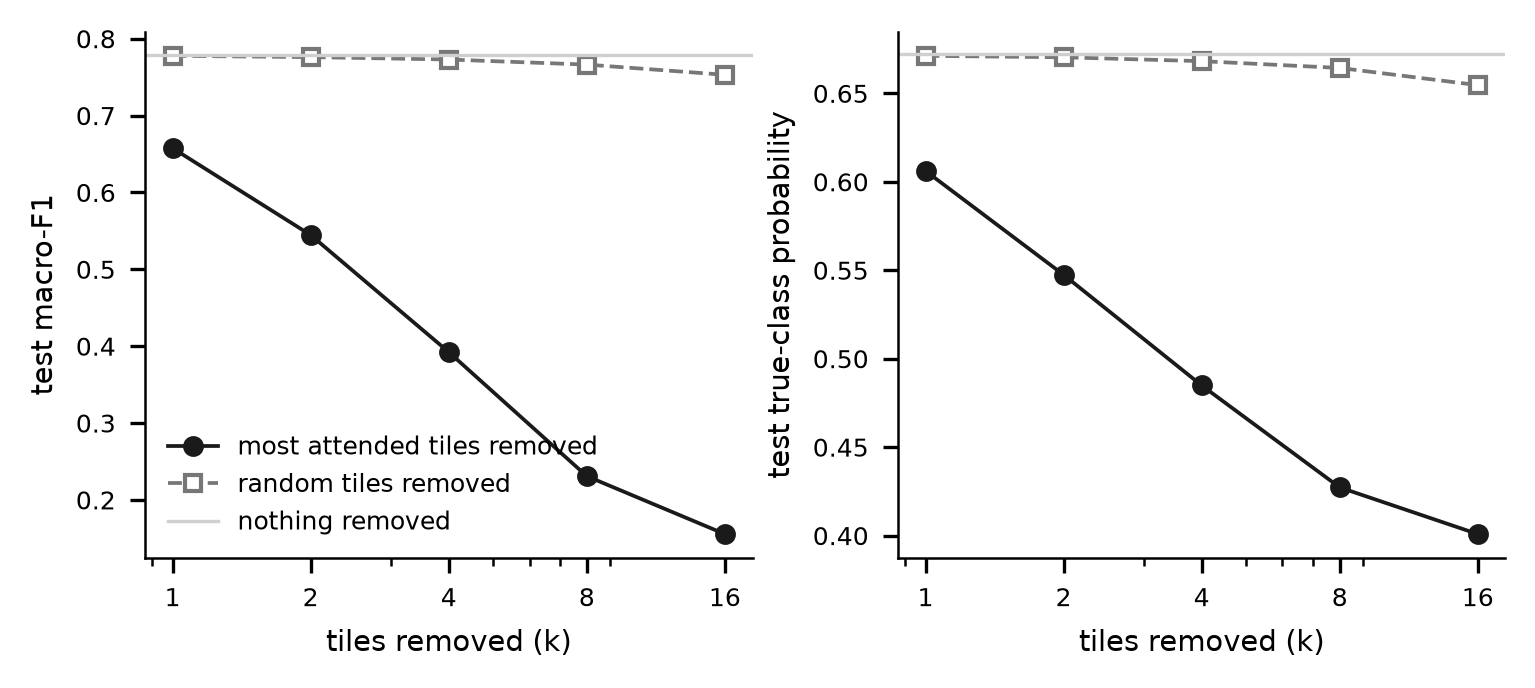 test macro-F1
0.8
0.7
0.6
0.5
0.4
0.3
0.2
most attended tiles removed
random tiles removed
nothing removed
1 2 4 8 16
tiles removed (k)
test true-class probability
0.65
0.60
0.55
0.50
0.45
0.40
1 2 4 8 16
tiles removed (k)